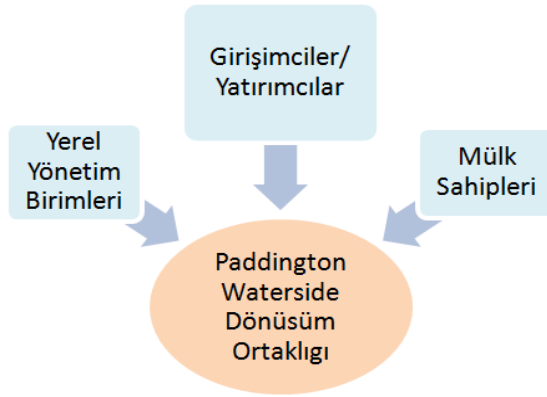 Girişimciler/
Yatırımcılar
Yerel
Yönetim
Birimleri
Mülk
Sahipleri
Paddington
Waterside
Dönüsüm
Ortaklıgı